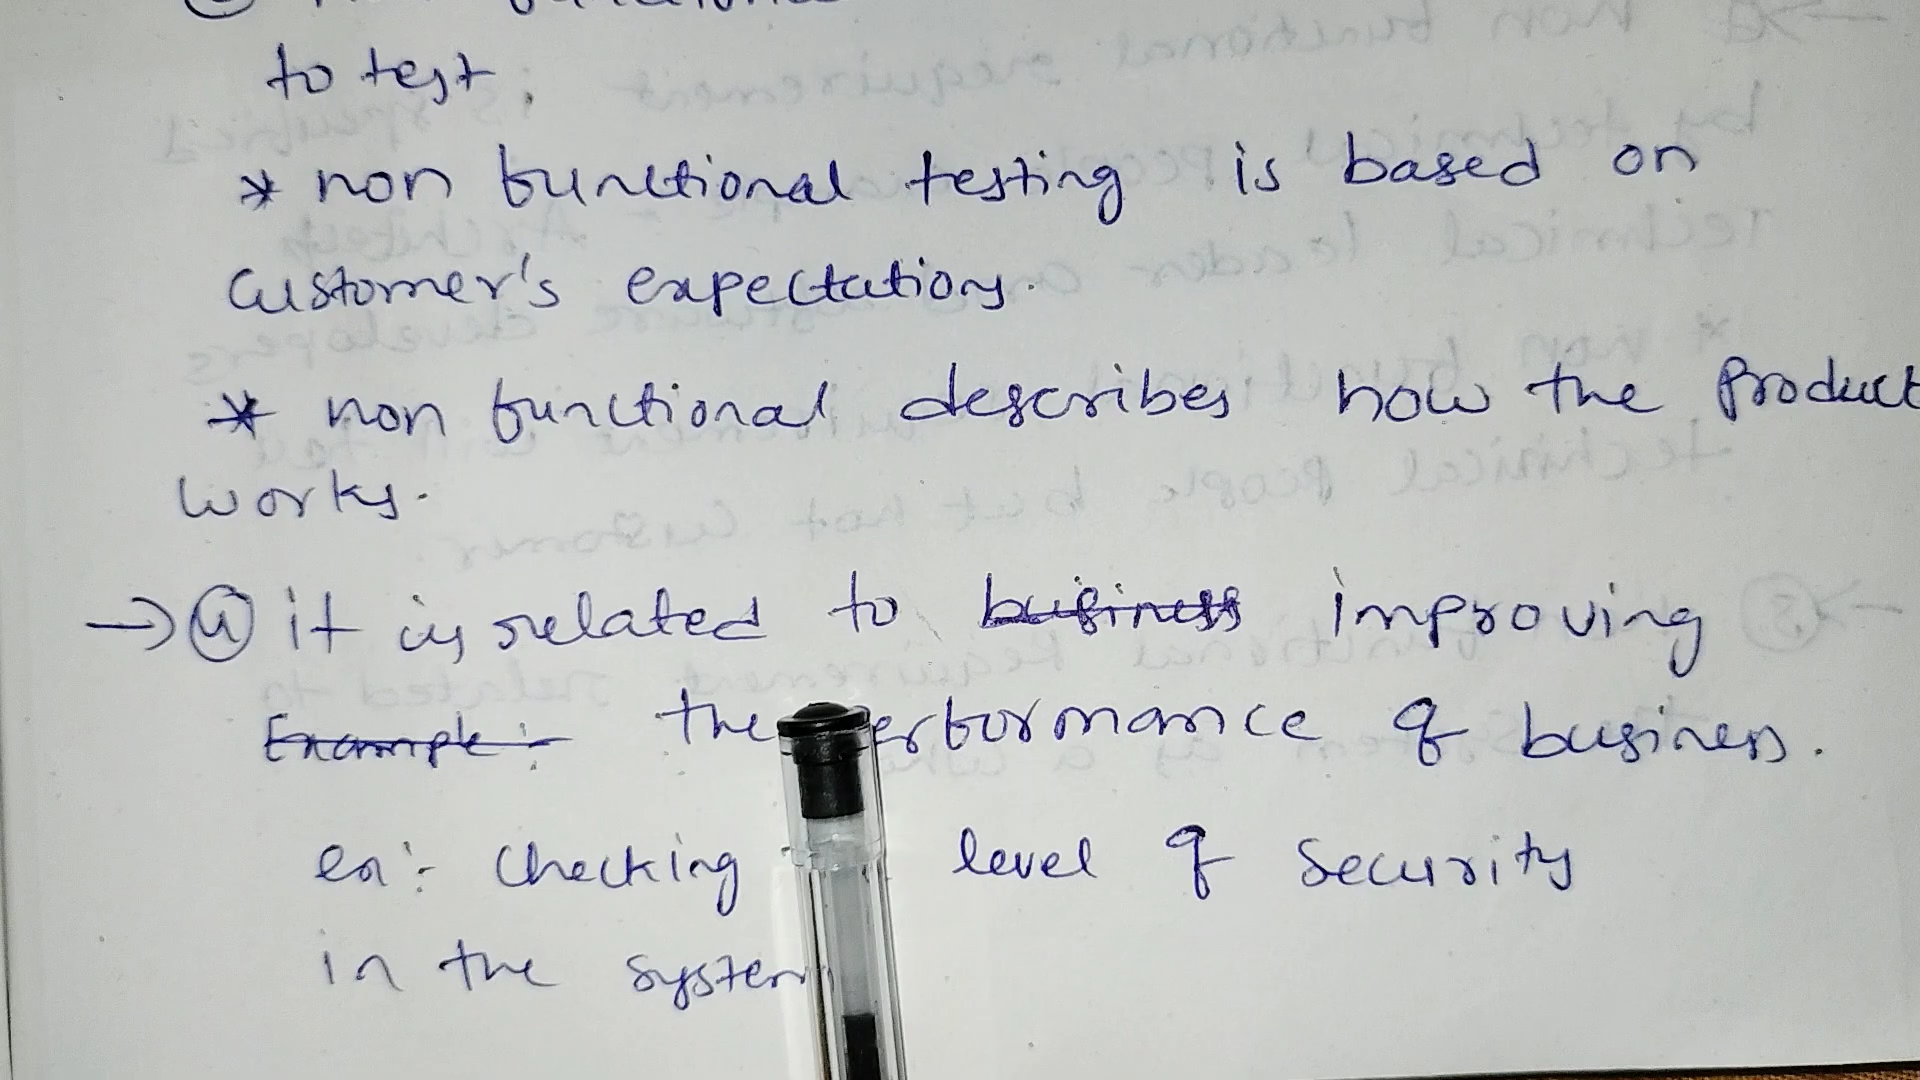 to test.
* non functional testing is based on
Customer's expectations.
* non functional describes how the Product
works.
→ ④ it is related to business improving
Example:- the performance of business.
ex:- checking level of security
in the system